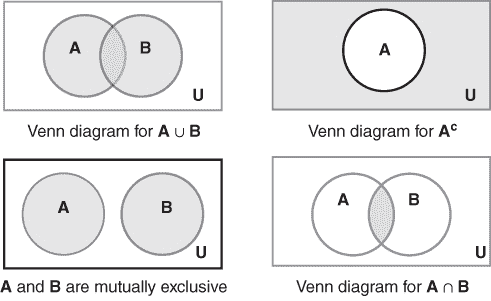 A B
U
Venn diagram for A ∪ B
A
U
Venn diagram for Aᶜ
A B
U
A and B are mutually exclusive
A B
U
Venn diagram for A ∩ B